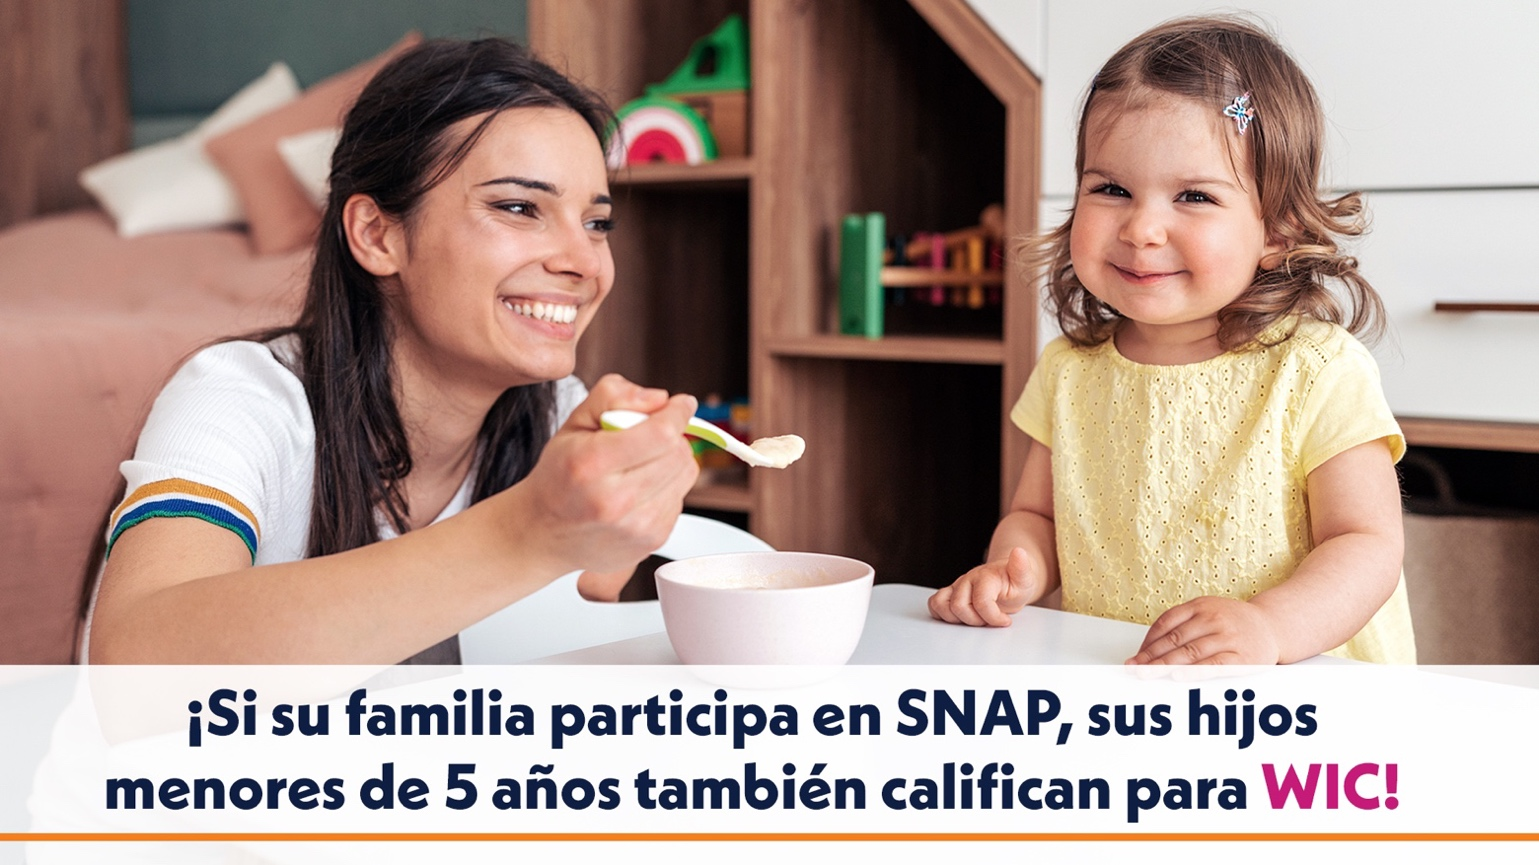 ¡Si su familia participa en SNAP, sus hijos
menores de 5 años también califican para WIC!